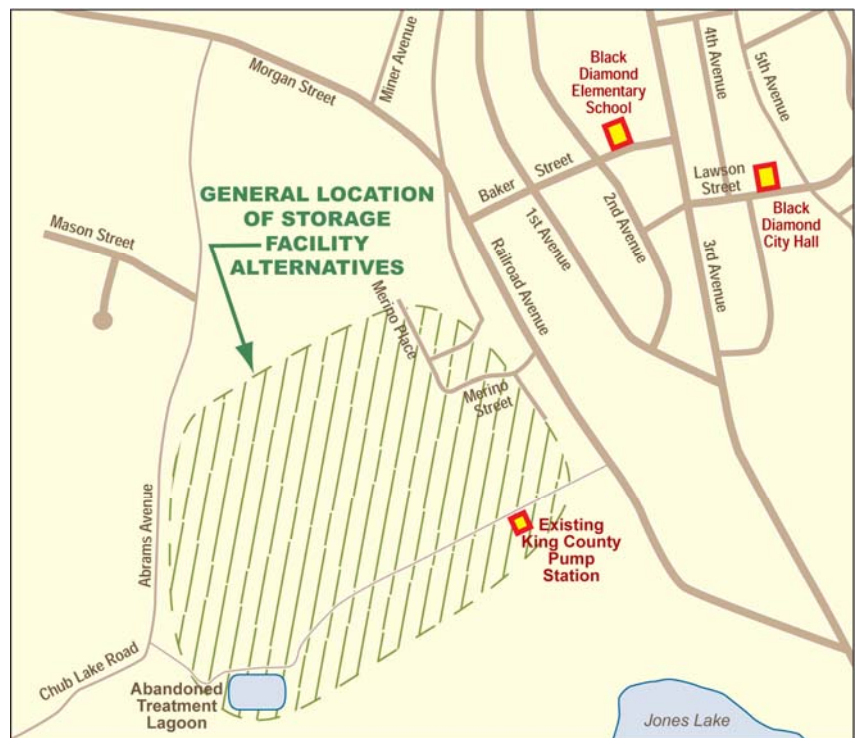 Morgan Street
Miner Avenue
Black
Diamond
Elementary
School
4th Avenue
5th Avenue
Baker Street
Lawson
Street
Black
Diamond
City Hall
GENERAL LOCATION
OF STORAGE
FACILITY
ALTERNATIVES
1st Avenue
2nd Avenue
3rd Avenue
Mason Street
Railroad Avenue
Merino Place
Merino
Street
Existing
King County
Pump
Station
Abrams Avenue
Chub Lake Road
Abandoned
Treatment
Lagoon
Jones Lake